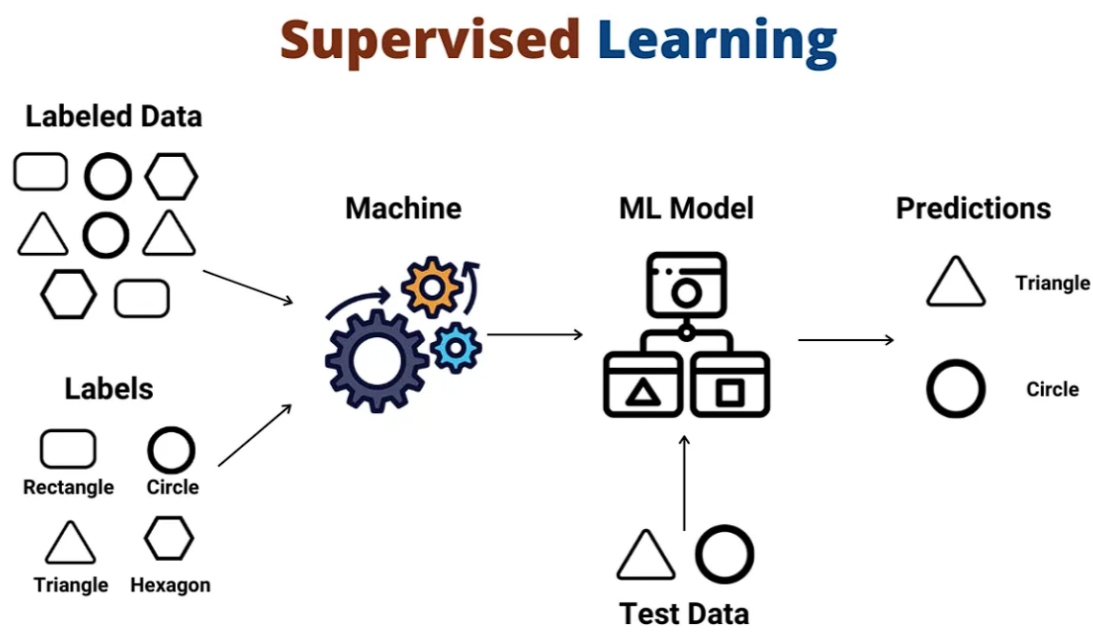 Supervised Learning
Labeled Data
Machine
ML Model
Predictions
Triangle
Circle
Labels
Rectangle
Circle
Triangle
Hexagon
Test Data